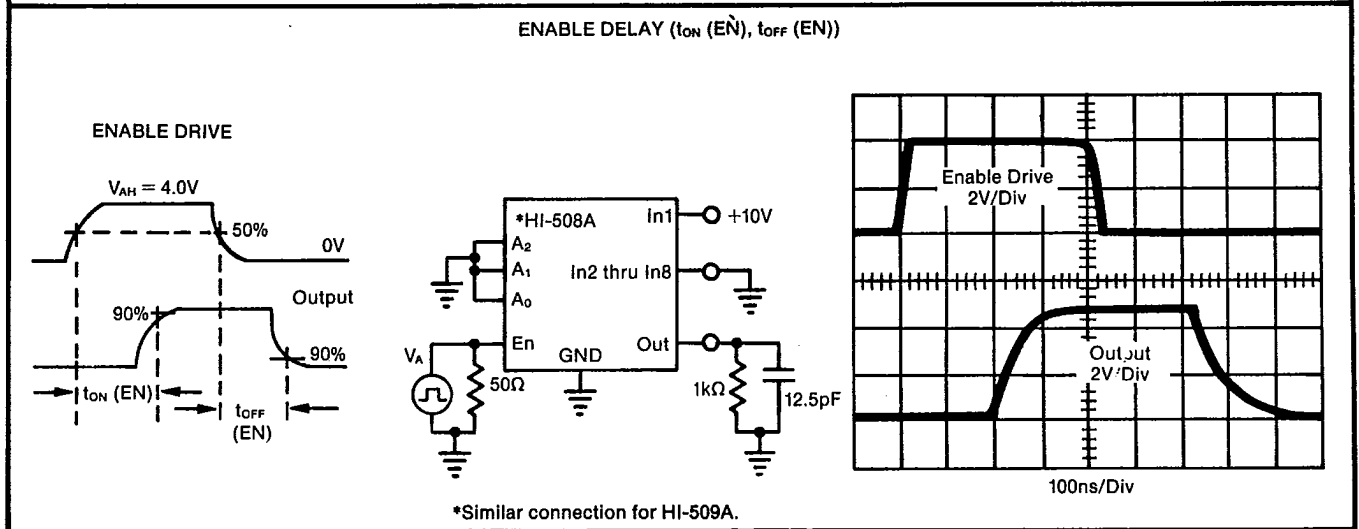 ENABLE DELAY (tON (EǸ), tOFF (EN))
ENABLE DRIVE
VAH = 4.0V
50%
0V
Output
90%
90%
tON (EN)
tOFF
(EN)
*HI-508A
A2
A1
A0
En
GND
In1
+10V
In2 thru In8
Out
VA
50Ω
1kΩ
12.5pF
*Similar connection for HI-509A.
Enable Drive
2V/Div
Output
2V/Div
100ns/Div